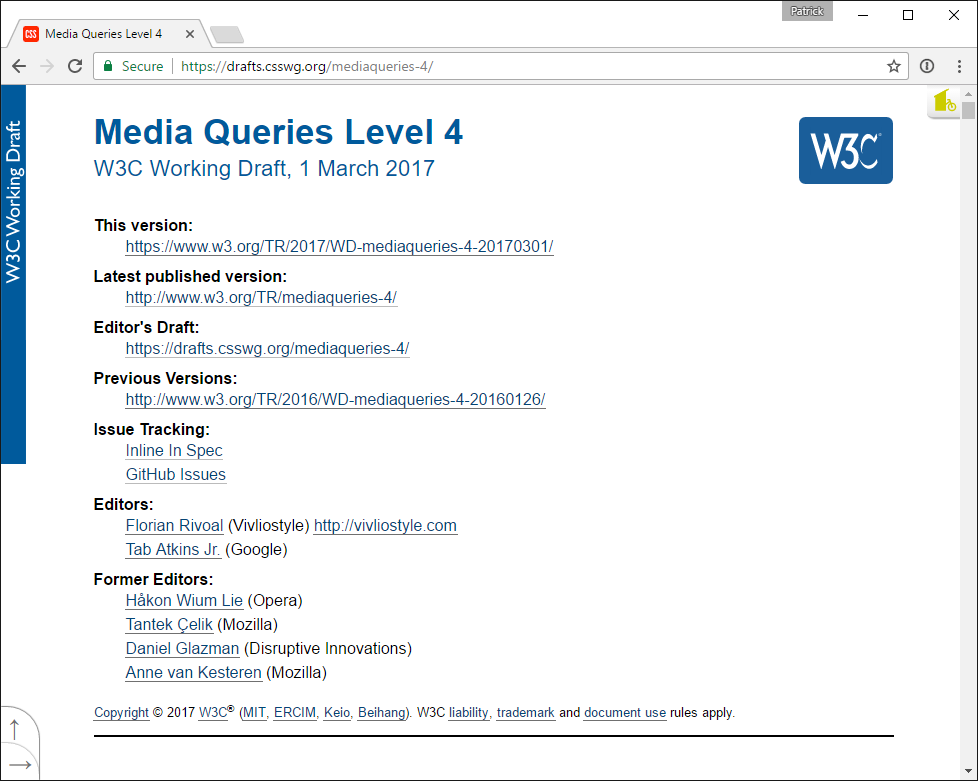 Patrick
CSS Media Queries Level 4
Secure https://drafts.csswg.org/mediaqueries-4/
W3C Working Draft
Media Queries Level 4
W3C
W3C Working Draft, 1 March 2017
This version:
https://www.w3.org/TR/2017/WD-mediaqueries-4-20170301/
Latest published version:
http://www.w3.org/TR/mediaqueries-4/
Editor's Draft:
https://drafts.csswg.org/mediaqueries-4/
Previous Versions:
http://www.w3.org/TR/2016/WD-mediaqueries-4-20160126/
Issue Tracking:
Inline In Spec
GitHub Issues
Editors:
Florian Rivoal (Vivliostyle) http://vivliostyle.com
Tab Atkins Jr. (Google)
Former Editors:
Håkon Wium Lie (Opera)
Tantek Çelik (Mozilla)
Daniel Glazman (Disruptive Innovations)
Anne van Kesteren (Mozilla)
Copyright © 2017 W3C® (MIT, ERCIM, Keio, Beihang). W3C liability, trademark and document use rules apply.